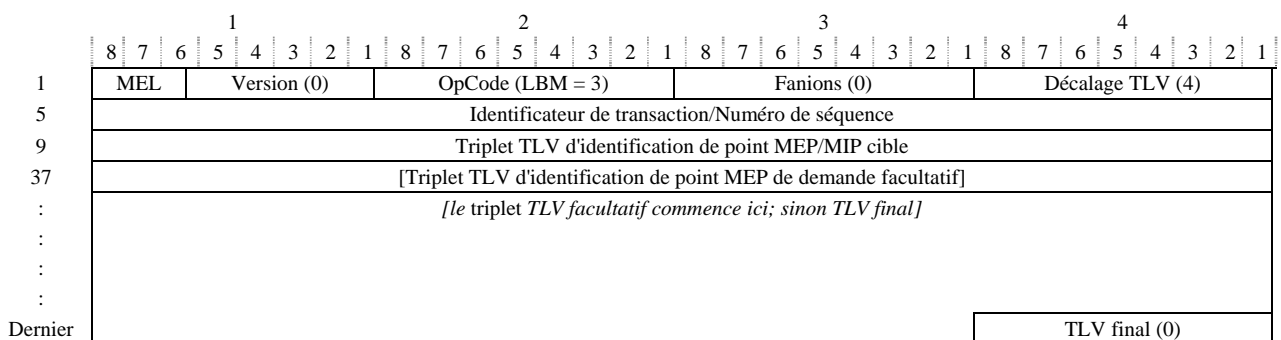 1 2 3 4
8 7 6 5 4 3 2 1 8 7 6 5 4 3 2 1 8 7 6 5 4 3 2 1 8 7 6 5 4 3 2 1
1 MEL Version (0) OpCode (LBM = 3) Fanions (0) Décalage TLV (4)
5 Identificateur de transaction/Numéro de séquence
9 Triplet TLV d'identification de point MEP/MIP cible
37 [Triplet TLV d'identification de point MEP de demande facultatif]
: [le triplet TLV facultatif commence ici; sinon TLV final]
:
:
:
Dernier TLV final (0)